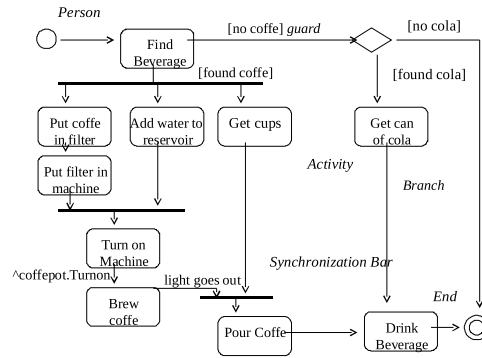 Person
[no coffe] guard
[no cola]
Find
Beverage
[found coffe]
[found cola]
Put coffe
in filter
Add water to
reservoir
Get cups
Get can
of cola
Activity
Put filter in
machine
Branch
Turn on
Machine
Synchronization Bar
^coffepot.Turnon
light goes out
End
Brew
coffe
Pour Coffe
Drink
Beverage